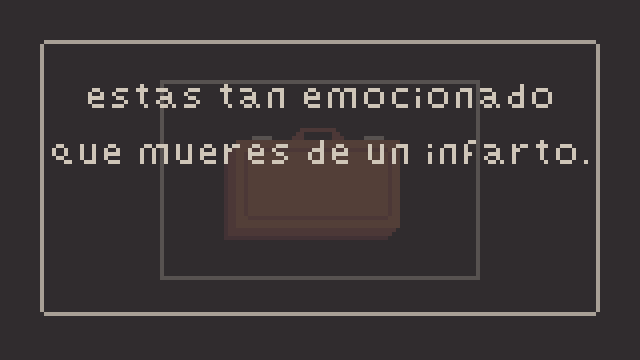 estas tan emocionado
que mueres de un infarto.